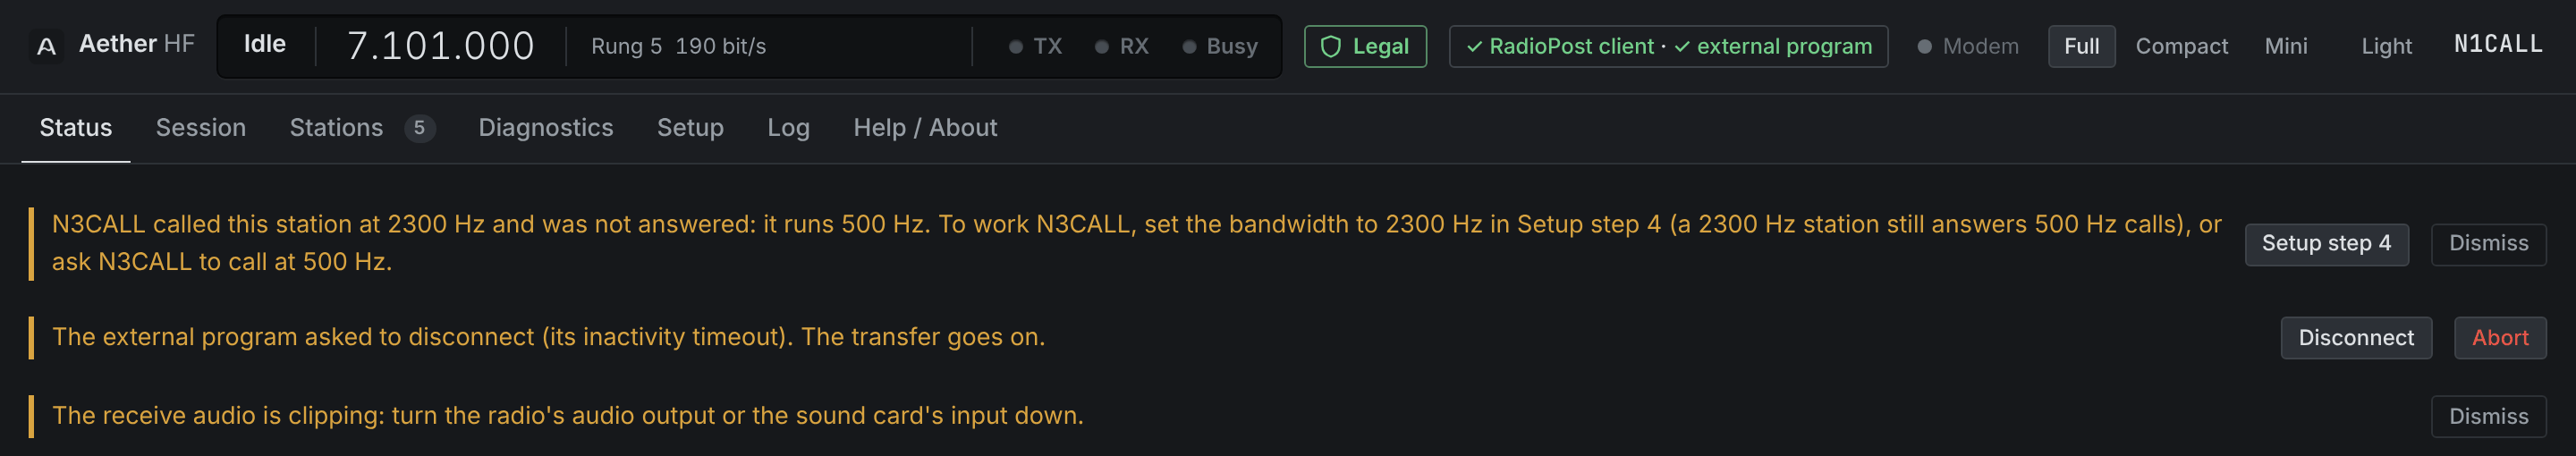 Aether HF Idle 7.101.000 Rung 5 190 bit/s TX RX Busy Legal ✓ RadioPost client · ✓ external program Modem Full Compact Mini Light N1CALL
Status Session Stations 5 Diagnostics Setup Log Help / About
N3CALL called this station at 2300 Hz and was not answered: it runs 500 Hz. To work N3CALL, set the bandwidth to 2300 Hz in Setup step 4 (a 2300 Hz station still answers 500 Hz calls), or
ask N3CALL to call at 500 Hz.
Setup step 4 Dismiss
The external program asked to disconnect (its inactivity timeout). The transfer goes on. Disconnect Abort
The receive audio is clipping: turn the radio's audio output or the sound card's input down. Dismiss